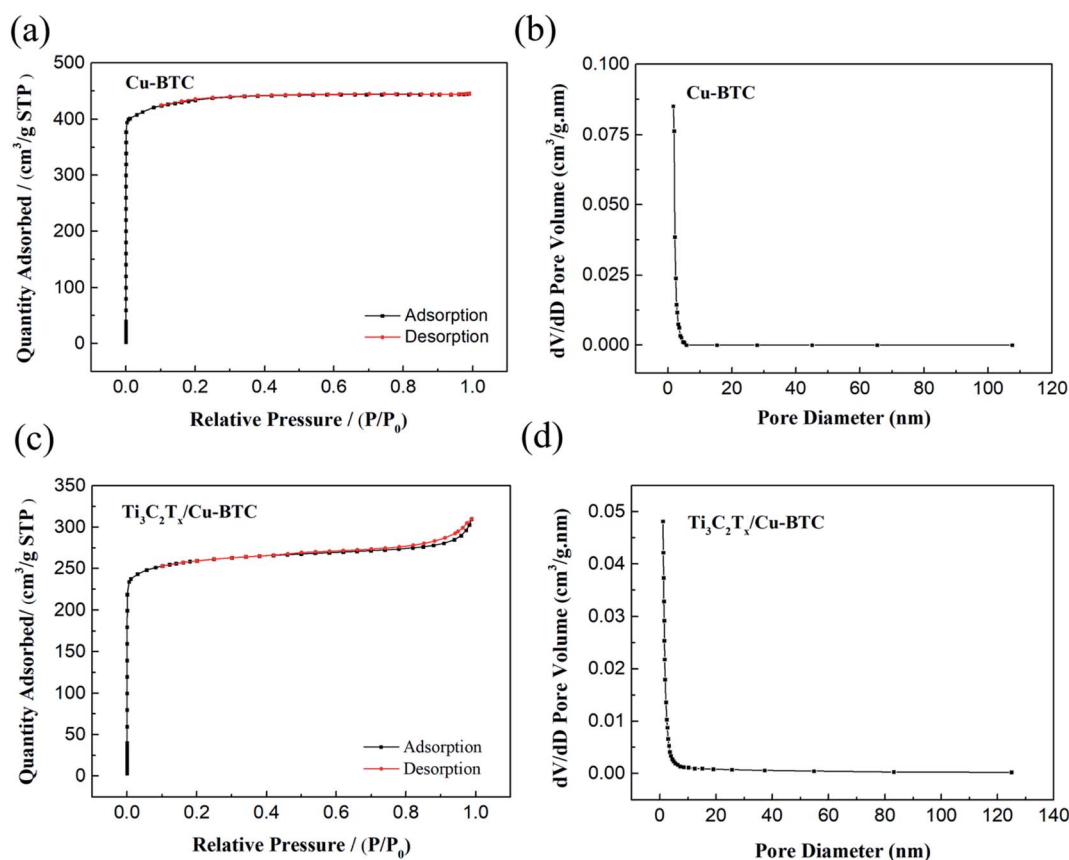 (a)
Cu-BTC
Quantity Adsorbed / (cm³/g STP )
500
400
300
200
100
0
Adsorption
Desorption
0.0 0.2 0.4 0.6 0.8 1.0
Relative Pressure / (P/P₀)
(b)
Cu-BTC
dV/dD Pore Volume (cm³/g.nm)
0.100
0.075
0.050
0.025
0.000
0 20 40 60 80 100 120
Pore Diameter (nm)
(c)
Ti₃C₂Tₓ/Cu-BTC
Quantity Adsorbed/ (cm³/g STP )
350
300
250
200
150
100
50
0
Adsorption
Desorption
0.0 0.2 0.4 0.6 0.8 1.0
Relative Pressure / (P/P₀)
(d)
Ti₃C₂Tₓ/Cu-BTC
dV/dD Pore Volume (cm³/g.nm)
0.05
0.04
0.03
0.02
0.01
0.00
0 20 40 60 80 100 120 140
Pore Diameter (nm)